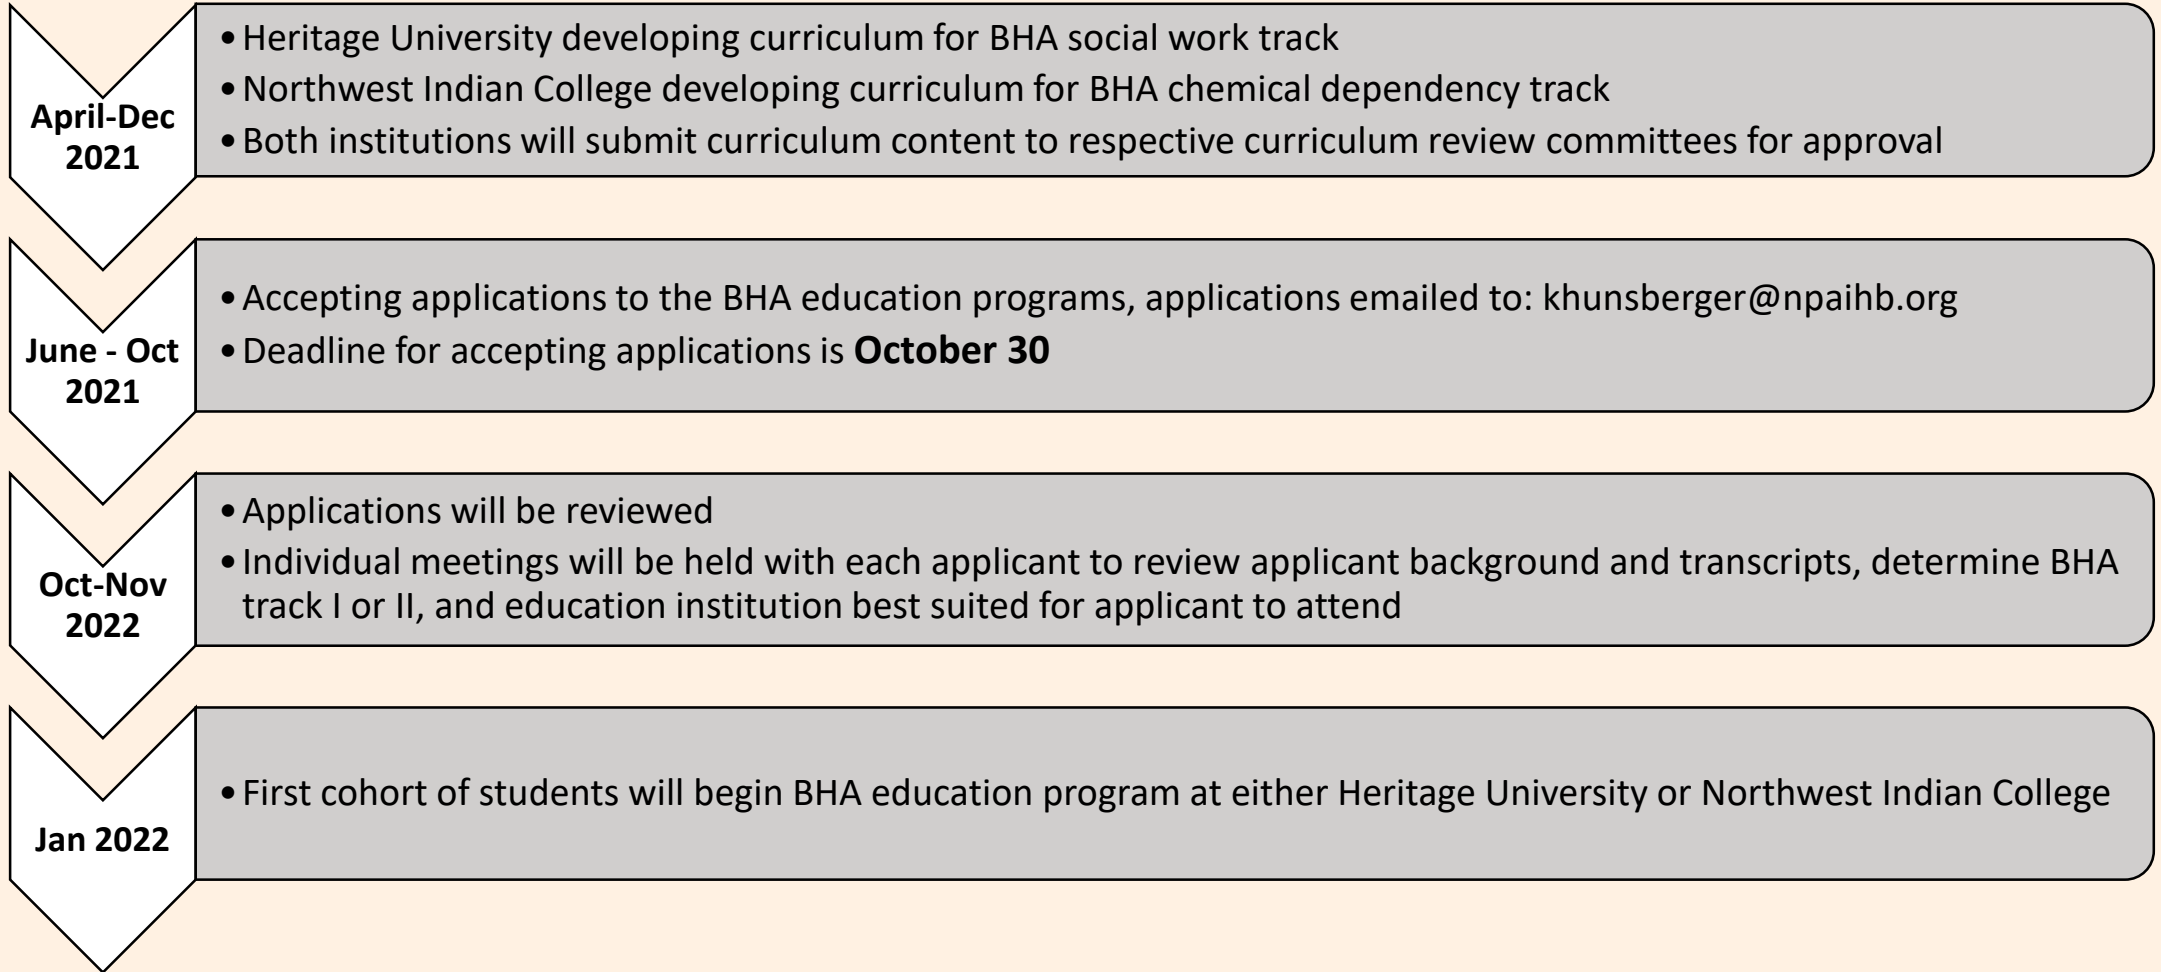 April-Dec
2021
•Heritage University developing curriculum for BHA social work track
•Northwest Indian College developing curriculum for BHA chemical dependency track
•Both institutions will submit curriculum content to respective curriculum review committees for approval
June - Oct
2021
•Accepting applications to the BHA education programs, applications emailed to: khunsberger@npaihb.org
•Deadline for accepting applications is October 30
Oct-Nov
2022
•Applications will be reviewed
•Individual meetings will be held with each applicant to review applicant background and transcripts, determine BHA
track I or II, and education institution best suited for applicant to attend
Jan 2022
•First cohort of students will begin BHA education program at either Heritage University or Northwest Indian College